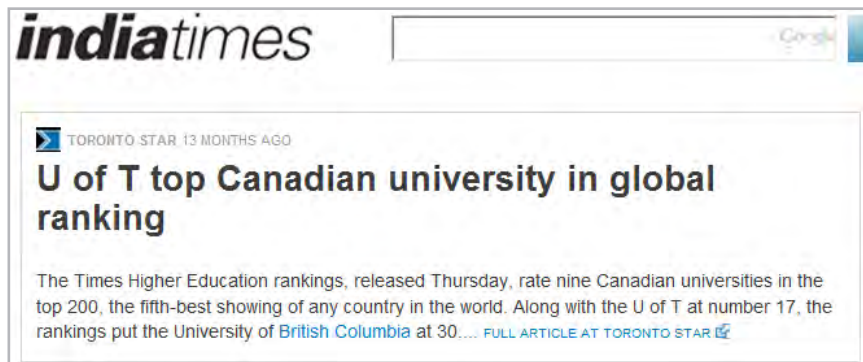 indiatimes
Google
TORONTO STAR 13 MONTHS AGO
U of T top Canadian university in global
ranking
The Times Higher Education rankings, released Thursday, rate nine Canadian universities in the
top 200, the fifth-best showing of any country in the world. Along with the U of T at number 17, the
rankings put the University of British Columbia at 30.... FULL ARTICLE AT TORONTO STAR